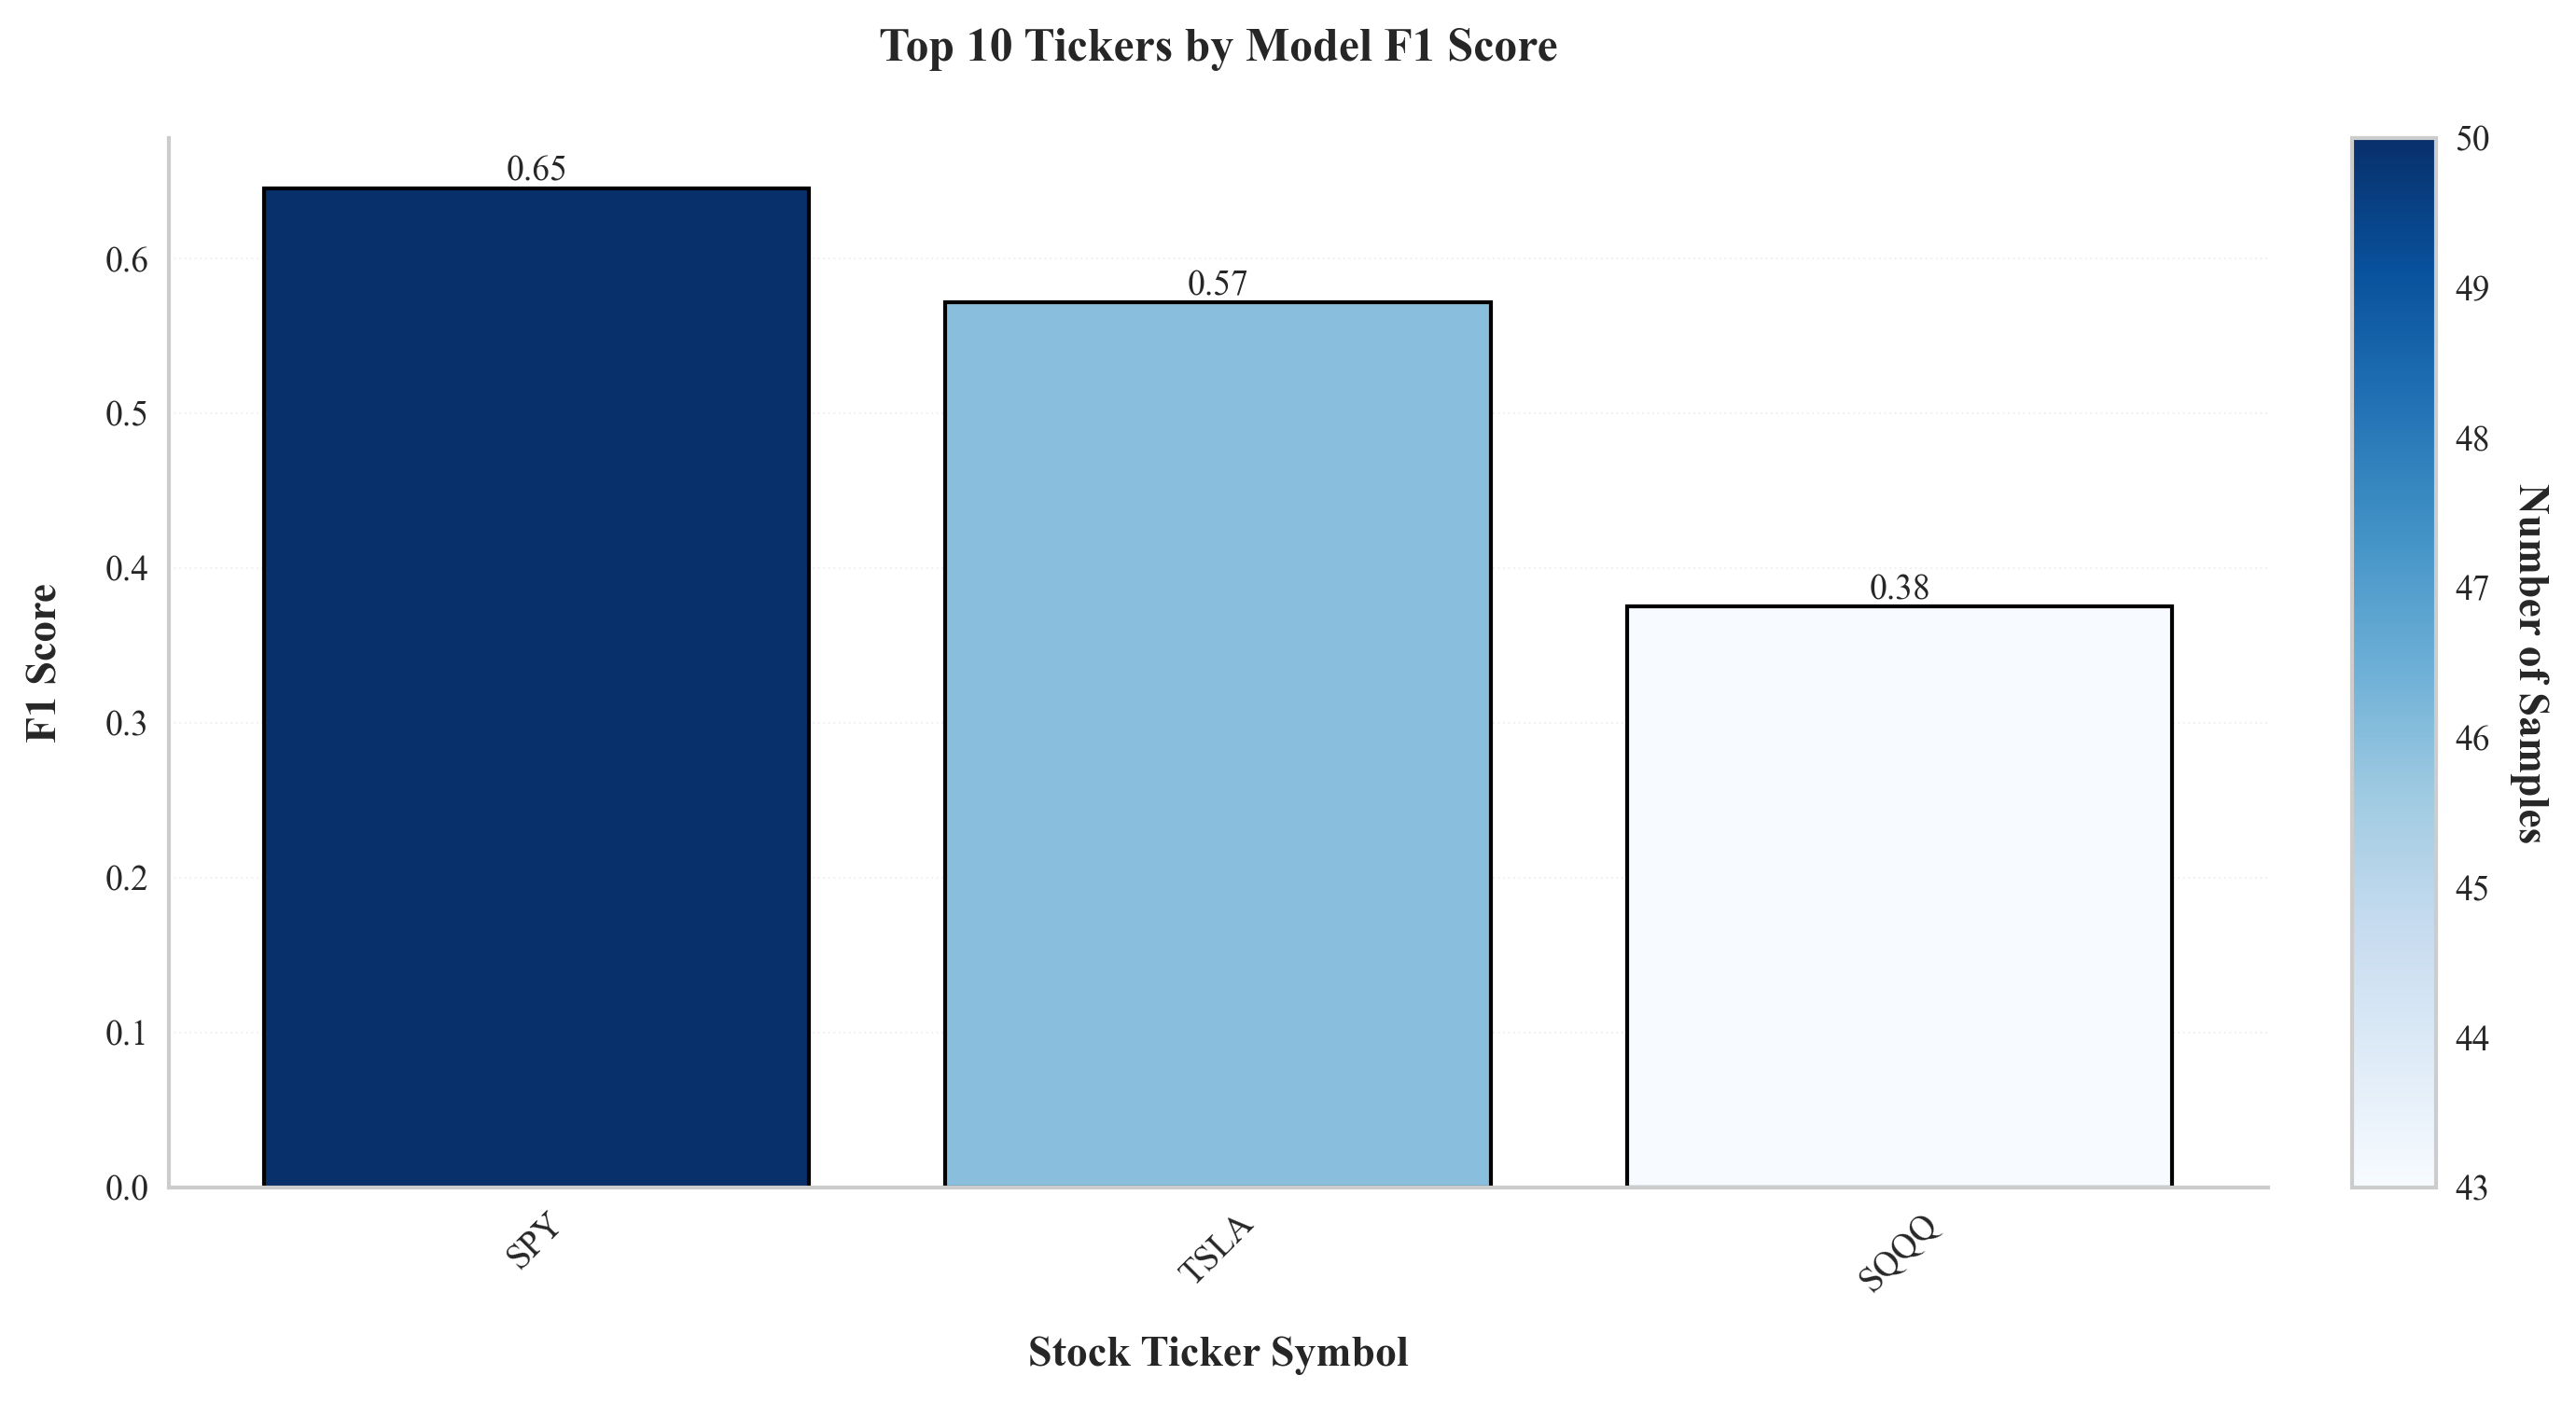 Top 10 Tickers by Model F1 Score
F1 Score
0.6
0.5
0.4
0.3
0.2
0.1
0.0
0.65
0.57
0.38
SPY
TSLA
SQQQ
Stock Ticker Symbol
50
49
48
47
46
45
44
43
Number of Samples